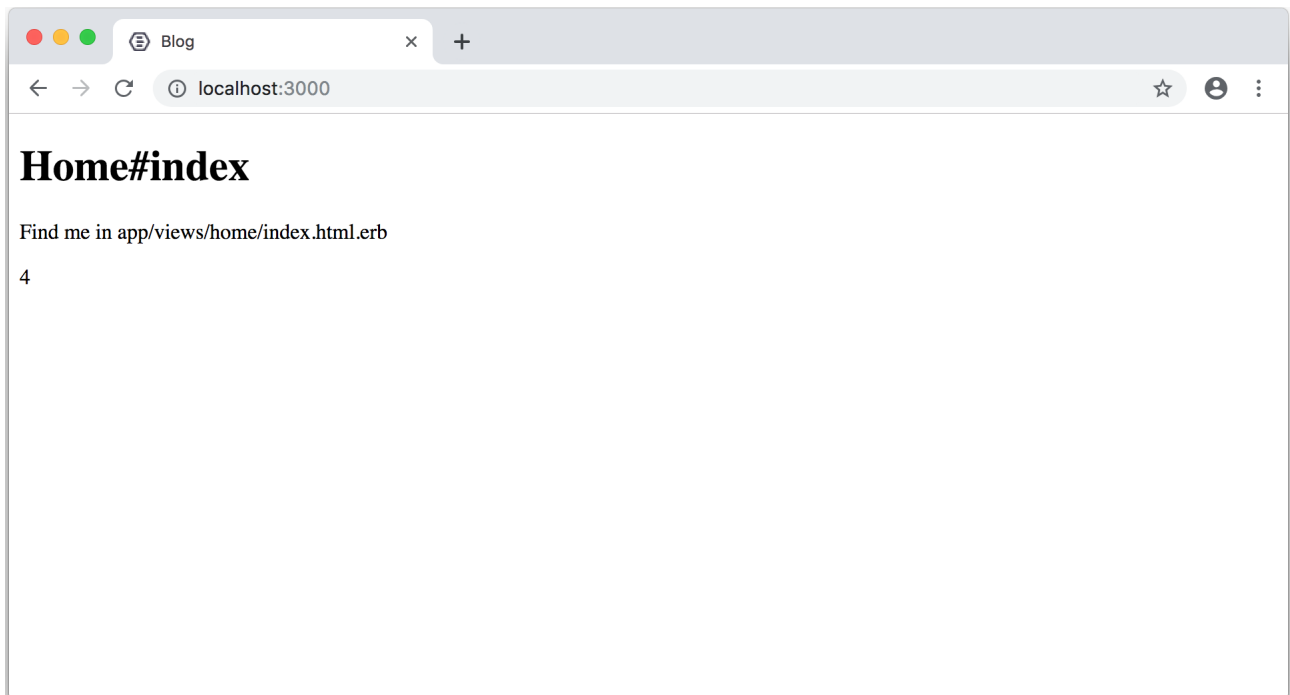 Blog
localhost:3000
Home#index
Find me in app/views/home/index.html.erb
4